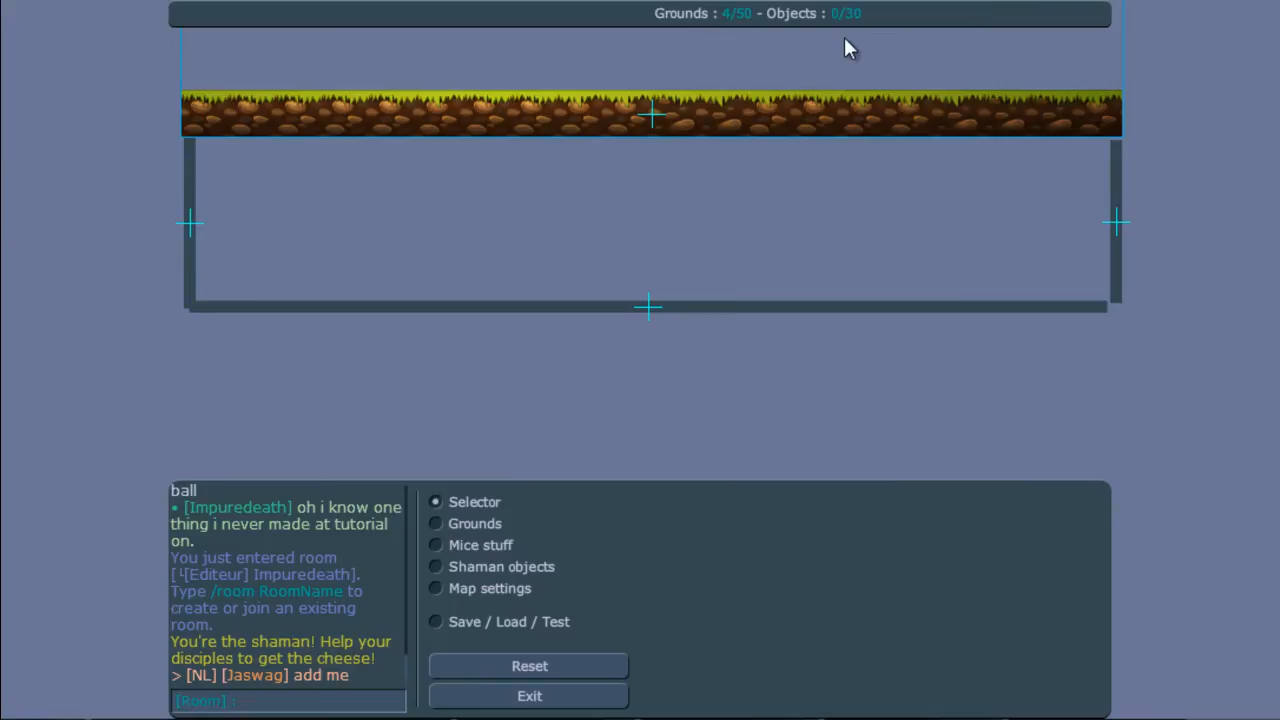 Grounds : 4/50 - Objects : 0/30
ball
• [Impuredeath] oh i know one
thing i never made at tutorial
on.
You just entered room
[└[Editeur] Impuredeath].
Type /room RoomName to
create or join an existing
room.
You're the shaman! Help your
disciples to get the cheese!
> [NL] [Jaswag] add me
[Room] :
Selector
Grounds
Mice stuff
Shaman objects
Map settings
Save / Load / Test
Reset
Exit